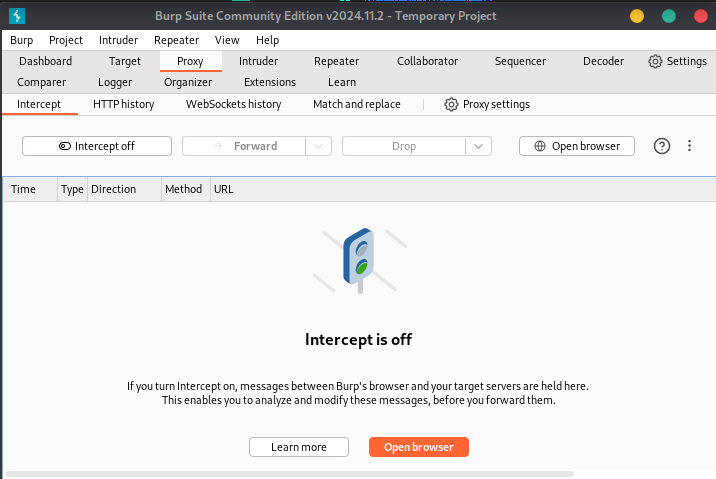 Burp Suite Community Edition v2024.11.2 - Temporary Project
Burp Project Intruder Repeater View Help
Dashboard Target Proxy Intruder Repeater Collaborator Sequencer Decoder Settings
Comparer Logger Organizer Extensions Learn
Intercept HTTP history WebSockets history Match and replace Proxy settings
Intercept off Forward Drop Open browser
Time Type Direction Method URL
Intercept is off
If you turn Intercept on, messages between Burp's browser and your target servers are held here.
This enables you to analyze and modify these messages, before you forward them.
Learn more Open browser